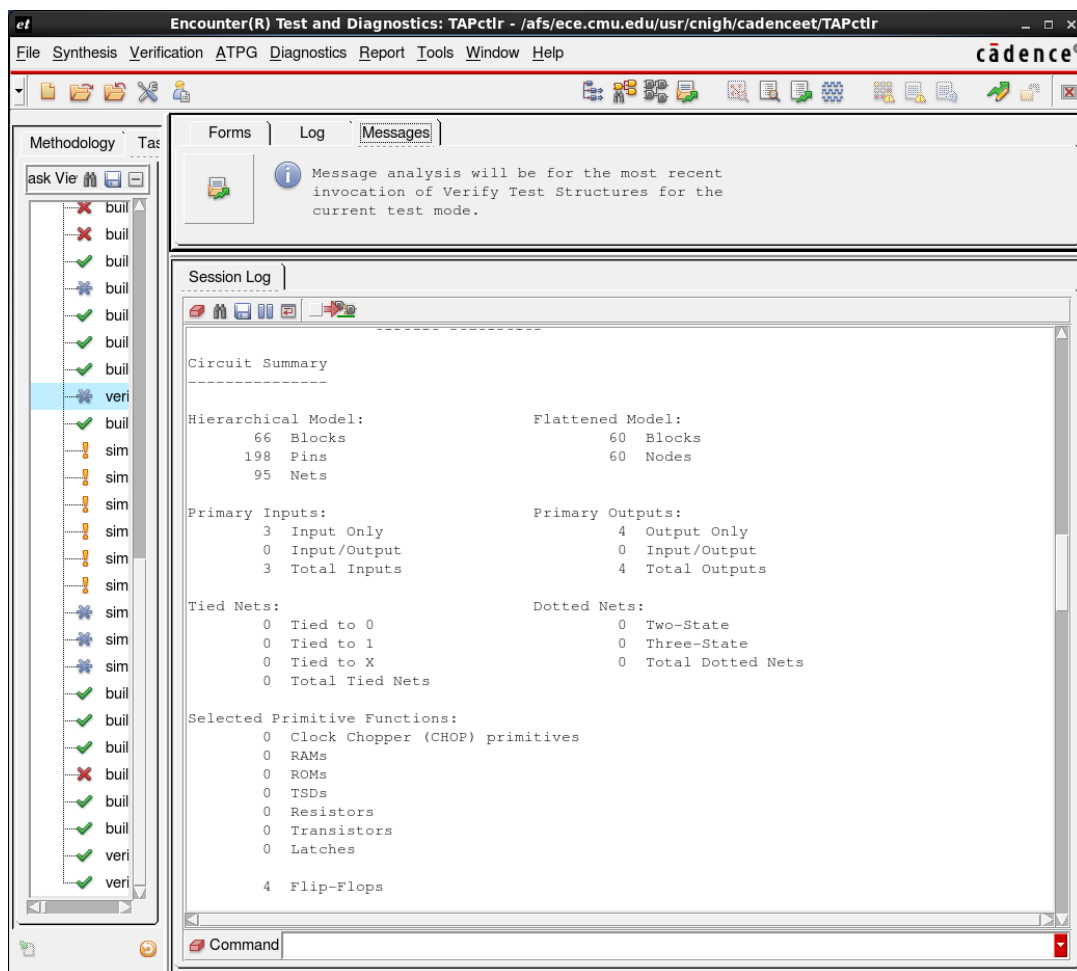 et Encounter(R) Test and Diagnostics: TAPctlr - /afs/ece.cmu.edu/usr/cnigh/cadenceet/TAPctlr
File Synthesis Verification ATPG Diagnostics Report Tools Window Help
cādence®
Methodology Tas
ask Vie
buil
buil
buil
buil
buil
buil
buil
veri
buil
sim
sim
sim
sim
sim
sim
sim
sim
sim
buil
buil
buil
buil
buil
buil
veri
veri
Forms Log Messages
Message analysis will be for the most recent
invocation of Verify Test Structures for the
current test mode.
Session Log
Circuit Summary
---------------
Hierarchical Model: Flattened Model:
66 Blocks 60 Blocks
198 Pins 60 Nodes
95 Nets
Primary Inputs: Primary Outputs:
3 Input Only 4 Output Only
0 Input/Output 0 Input/Output
3 Total Inputs 4 Total Outputs
Tied Nets: Dotted Nets:
0 Tied to 0 0 Two-State
0 Tied to 1 0 Three-State
0 Tied to X 0 Total Dotted Nets
0 Total Tied Nets
Selected Primitive Functions:
0 Clock Chopper (CHOP) primitives
0 RAMs
0 ROMs
0 TSDs
0 Resistors
0 Transistors
0 Latches
4 Flip-Flops
Command